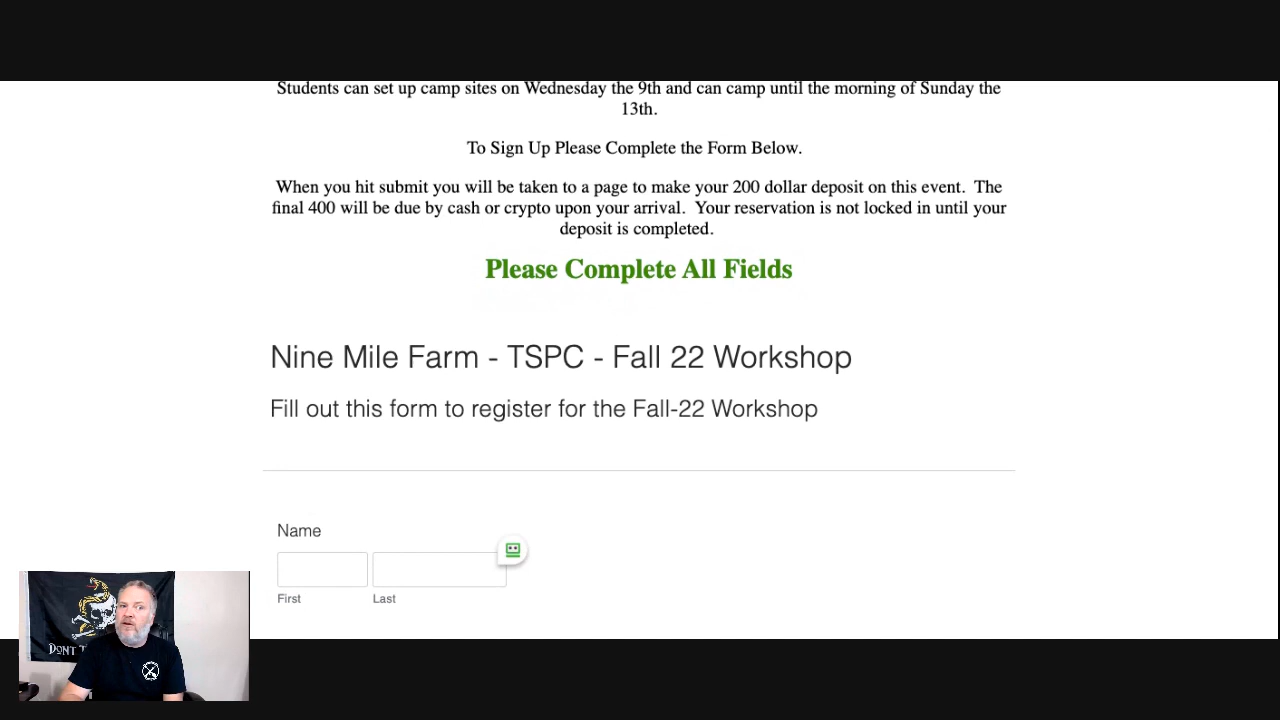 Students can set up camp sites on Wednesday the 9th and can camp until the morning of Sunday the
13th.
To Sign Up Please Complete the Form Below.
When you hit submit you will be taken to a page to make your 200 dollar deposit on this event.  The
final 400 will be due by cash or crypto upon your arrival.  Your reservation is not locked in until your
deposit is completed.
Please Complete All Fields
Nine Mile Farm - TSPC - Fall 22 Workshop
Fill out this form to register for the Fall-22 Workshop
Name
First
Last
DONT